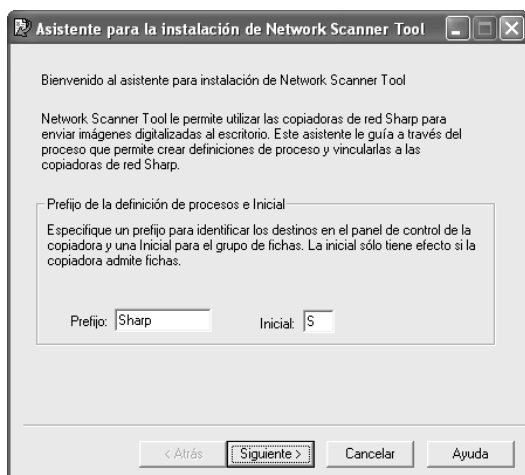 Asistente para la instalación de Network Scanner Tool
Bienvenido al asistente para instalación de Network Scanner Tool
Network Scanner Tool le permite utilizar las copiadoras de red Sharp para
enviar imágenes digitalizadas al escritorio. Este asistente le guía a través del
proceso que permite crear definiciones de proceso y vincularlas a las
copiadoras de red Sharp.
Prefijo de la definición de procesos e Inicial
Especifique un prefijo para identificar los destinos en el panel de control de la
copiadora y una Inicial para el grupo de fichas. La inicial sólo tiene efecto si la
copiadora admite fichas.
Prefijo: Sharp Inicial: S
< Atrás Siguiente > Cancelar Ayuda